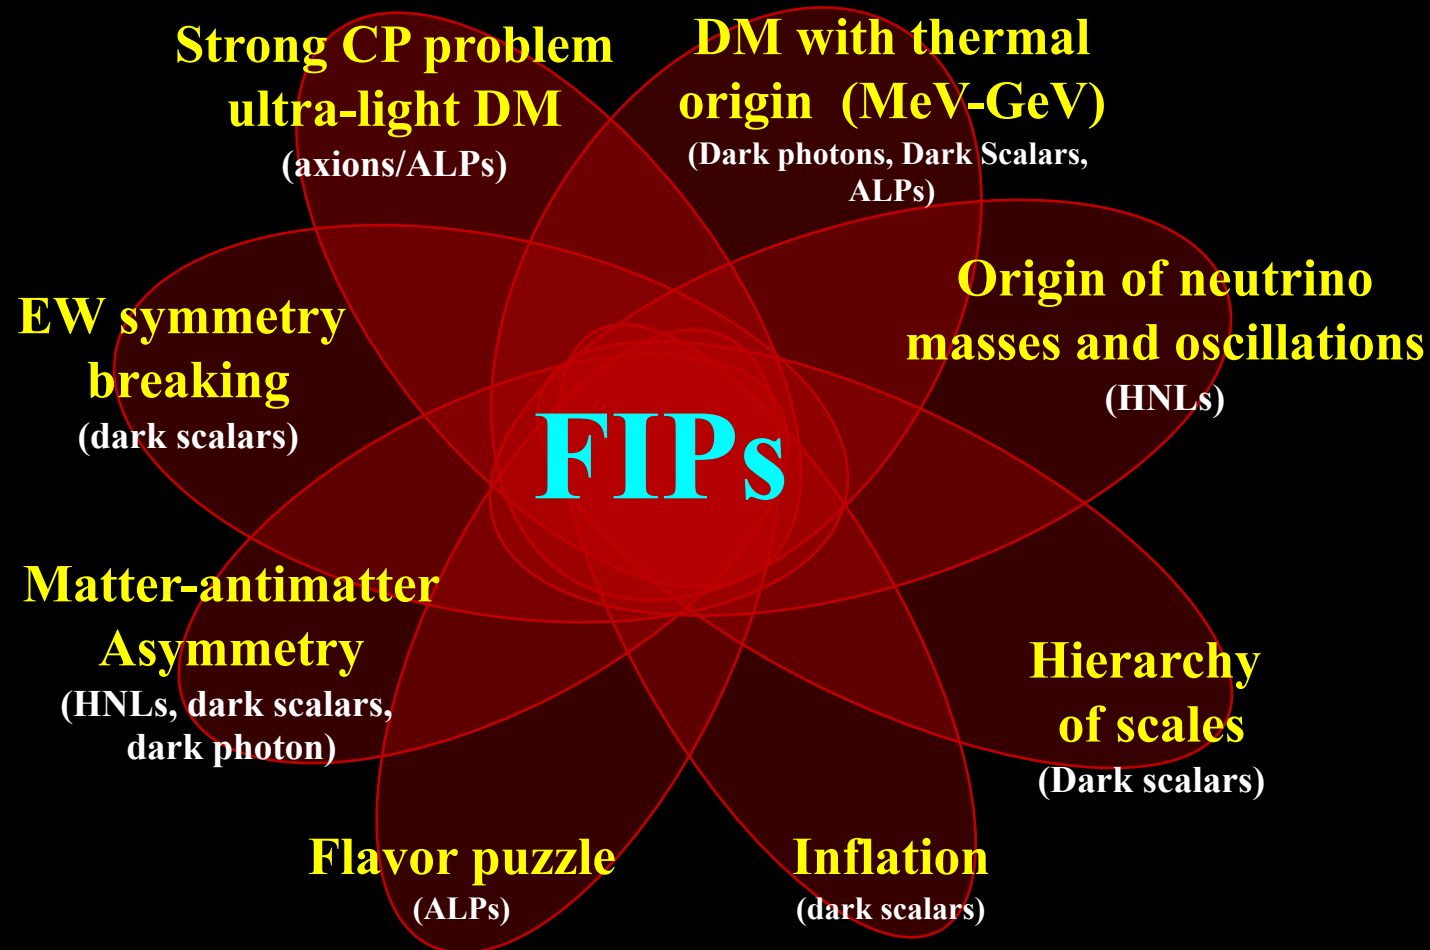 Strong CP problem
ultra-light DM
(axions/ALPs)
DM with thermal
origin (MeV-GeV)
(Dark photons, Dark Scalars,
ALPs)
Origin of neutrino
masses and oscillations
(HNLs)
EW symmetry
breaking
(dark scalars)
FIPs
Matter-antimatter
Asymmetry
(HNLs, dark scalars,
dark photon)
Hierarchy
of scales
(Dark scalars)
Flavor puzzle
(ALPs)
Inflation
(dark scalars)